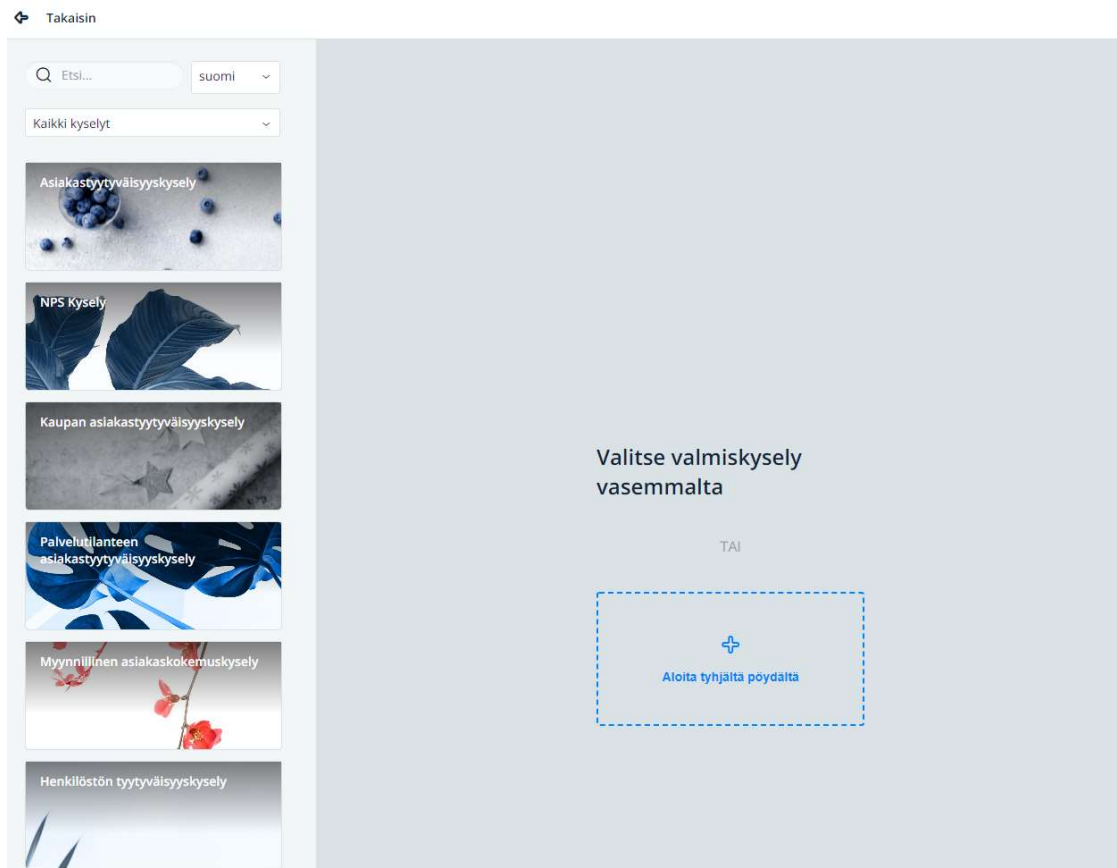 Takaisin
Etsi...
suomi
Kaikki kyselyt
Asiakastyytyväisyyskysely
NPS Kysely
Kaupan asiakastyytyväisyyskysely
Palvelutilanteen
asiakastyytyväisyyskysely
Myynnillinen asiakaskokemuskysely
Henkilöstön tyytyväisyyskysely
Valitse valmiskysely
vasemmalta
TAI
Aloita tyhjältä pöydältä